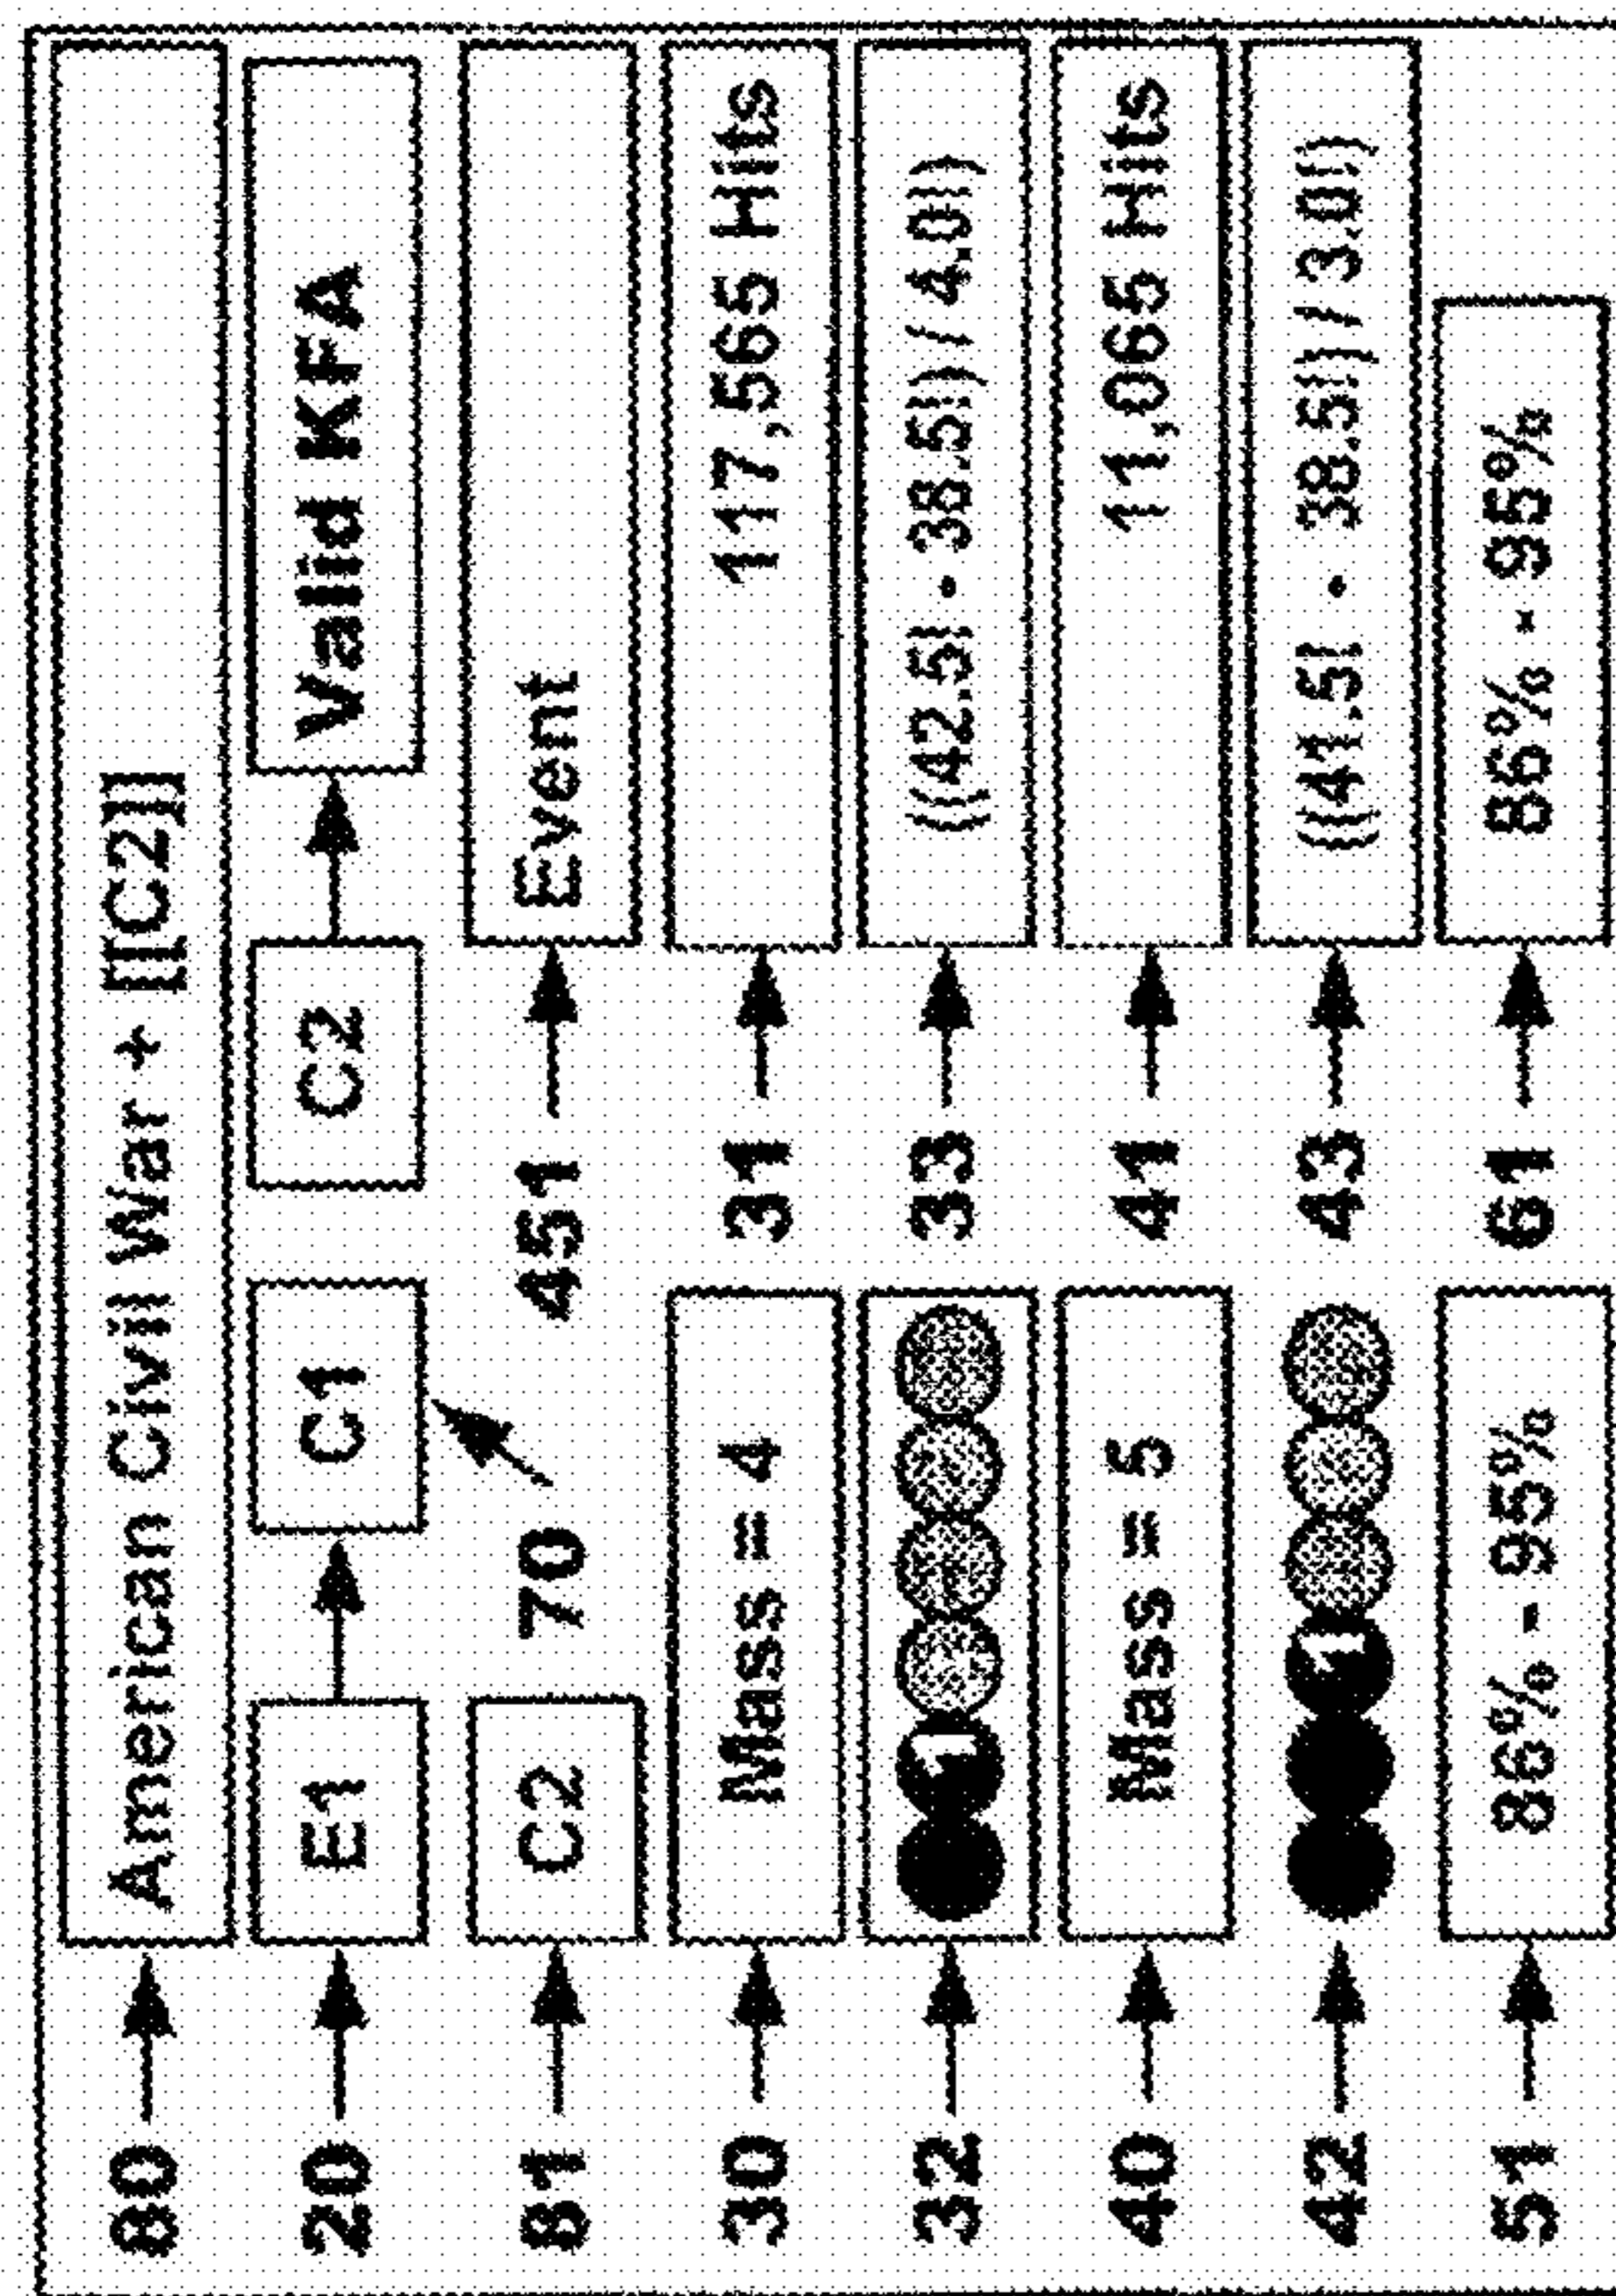 80 American Civil War + [[C2]]
20 E1 C1 C2 Valid KFA
81 C2 70 451 Event
30 Mass = 4 31 117,565 Hits
32 1 33 ((42.5! • 38.5!) / 4.0!)
40 Mass = 5 41 11,065 Hits
42 1 43 ((41.5! • 38.5!) / 3.0!)
51 86% - 95% 61 86% - 95%